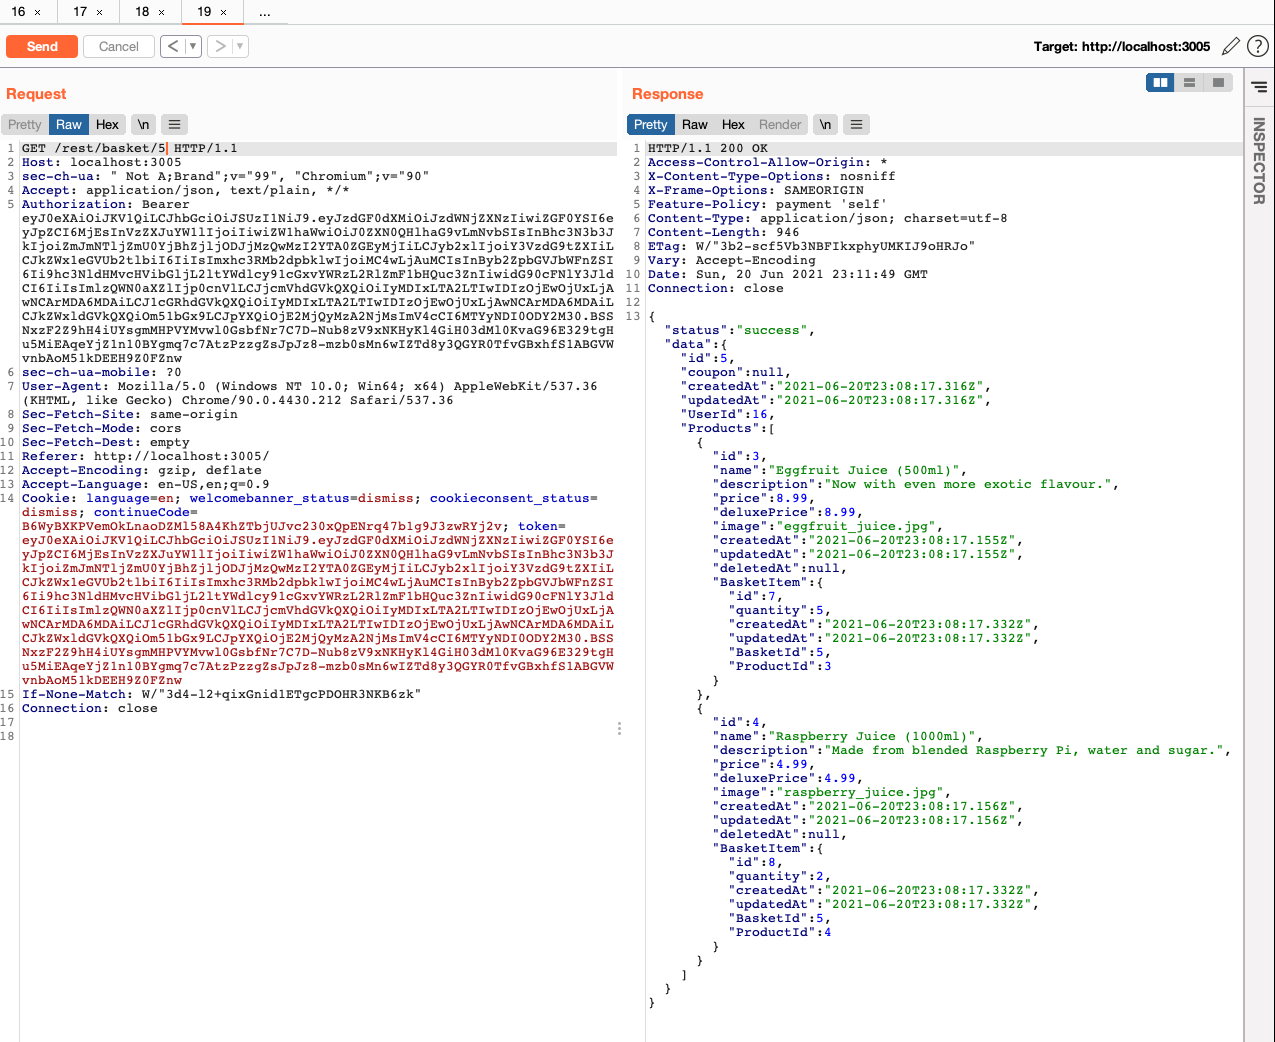 16 × 17 × 18 × 19 × ...
Send Cancel < ▼ > ▼ Target: http://localhost:3005 ?
Request
Pretty Raw Hex \n
1 GET /rest/basket/5 HTTP/1.1
2 Host: localhost:3005
3 sec-ch-ua: " Not A;Brand";v="99", "Chromium";v="90"
4 Accept: application/json, text/plain, */*
5 Authorization: Bearer
eyJ0eXAiOiJKV1QiLCJhbGciOiJSUzI1NiJ9.eyJzdGF0dXMiOiJzdWNjZXNzIiwiZGF0YSI6e
yJpZCI6MjEsInVzZXJuYW1lIjoiIiwiZW1haWwiOiJ0ZXN0QHlhaG9vLmNvbSIsInBhc3N3b3J
kIjoiZmJmNTljZmU0YjBhZjljODJjMzQwMzI2YTA0ZGEyMjIiLCJyb2xlIjoiY3VzdG9tZXIiL
CJkZWx1eGVUb2tlbiI6IiIsImxhc3RMb2dpbklwIjoiMC4wLjAuMCIsInByb2ZpbGVJbWFnZSI
6Ii9hc3NldHMvcHVibGljL2ltYWdlcy91cGxvYWRzL2RlZmF1bHQuc3ZnIiwidG90cFNlY3Jld
CI6IiIsImlzQWN0aXZlIjp0cnVlLCJjcmVhdGVkQXQiOiIyMDIxLTA2LTIwIDIzOjEwOjUxLjA
wNCArMDA6MDAiLCJ1cGRhdGVkQXQiOiIyMDIxLTA2LTIwIDIzOjEwOjUxLjAwNCArMDA6MDAiL
CJkZWxldGVkQXQiOm51bGx9LCJpYXQiOjE2MjQyMzA2NjMsImV4cCI6MTYyNDI0ODY2M30.BSS
NxzF2Z9hH4iUYsgmMHPVYMvwl0GsbfNr7C7D-Nub8zV9xNKHyKl4GiH03dMl0KvaG96E329tgH
u5MiEAqeYjZ1n10BYgmq7c7AtzPzzgZsJpJz8-mzb0sMn6wIZTd8y3QGYR0TfvGBxhfS1ABGVW
vnbAoM51kDEEH9Z0FZnw
6 sec-ch-ua-mobile: ?0
7 User-Agent: Mozilla/5.0 (Windows NT 10.0; Win64; x64) AppleWebKit/537.36
(KHTML, like Gecko) Chrome/90.0.4430.212 Safari/537.36
8 Sec-Fetch-Site: same-origin
9 Sec-Fetch-Mode: cors
10 Sec-Fetch-Dest: empty
11 Referer: http://localhost:3005/
12 Accept-Encoding: gzip, deflate
13 Accept-Language: en-US,en;q=0.9
14 Cookie: language=en; welcomebanner_status=dismiss; cookieconsent_status=
dismiss; continueCode=
B6WyBXKPVemOkLnaoDZMl58A4KhZTbjUJvc230xQpENrq47b1g9J3zwRYj2v; token=
eyJ0eXAiOiJKV1QiLCJhbGciOiJSUzI1NiJ9.eyJzdGF0dXMiOiJzdWNjZXNzIiwiZGF0YSI6e
yJpZCI6MjEsInVzZXJuYW1lIjoiIiwiZW1haWwiOiJ0ZXN0QHlhaG9vLmNvbSIsInBhc3N3b3J
kIjoiZmJmNTljZmU0YjBhZjljODJjMzQwMzI2YTA0ZGEyMjIiLCJyb2xlIjoiY3VzdG9tZXIiL
CJkZWx1eGVUb2tlbiI6IiIsImxhc3RMb2dpbklwIjoiMC4wLjAuMCIsInByb2ZpbGVJbWFnZSI
6Ii9hc3NldHMvcHVibGljL2ltYWdlcy91cGxvYWRzL2RlZmF1bHQuc3ZnIiwidG90cFNlY3Jld
CI6IiIsImlzQWN0aXZlIjp0cnVlLCJjcmVhdGVkQXQiOiIyMDIxLTA2LTIwIDIzOjEwOjUxLjA
wNCArMDA6MDAiLCJ1cGRhdGVkQXQiOiIyMDIxLTA2LTIwIDIzOjEwOjUxLjAwNCArMDA6MDAiL
CJkZWxldGVkQXQiOm51bGx9LCJpYXQiOjE2MjQyMzA2NjMsImV4cCI6MTYyNDI0ODY2M30.BSS
NxzF2Z9hH4iUYsgmMHPVYMvwl0GsbfNr7C7D-Nub8zV9xNKHyKl4GiH03dMl0KvaG96E329tgH
u5MiEAqeYjZ1n10BYgmq7c7AtzPzzgZsJpJz8-mzb0sMn6wIZTd8y3QGYR0TfvGBxhfS1ABGVW
vnbAoM51kDEEH9Z0FZnw
15 If-None-Match: W/"3d4-l2+qixGnid1ETgcPDOHR3NKB6zk"
16 Connection: close
17
18
Response
Pretty Raw Hex Render \n
1 HTTP/1.1 200 OK
2 Access-Control-Allow-Origin: *
3 X-Content-Type-Options: nosniff
4 X-Frame-Options: SAMEORIGIN
5 Feature-Policy: payment 'self'
6 Content-Type: application/json; charset=utf-8
7 Content-Length: 946
8 ETag: W/"3b2-scf5Vb3NBFIkxphyUMKIJ9oHRJo"
9 Vary: Accept-Encoding
10 Date: Sun, 20 Jun 2021 23:11:49 GMT
11 Connection: close
12
13 {
"status":"success",
"data":{
"id":5,
"coupon":null,
"createdAt":"2021-06-20T23:08:17.316Z",
"updatedAt":"2021-06-20T23:08:17.316Z",
"UserId":16,
"Products":[
{
"id":3,
"name":"Eggfruit Juice (500ml)",
"description":"Now with even more exotic flavour.",
"price":8.99,
"deluxePrice":8.99,
"image":"eggfruit_juice.jpg",
"createdAt":"2021-06-20T23:08:17.155Z",
"updatedAt":"2021-06-20T23:08:17.155Z",
"deletedAt":null,
"BasketItem":{
"id":7,
"quantity":5,
"createdAt":"2021-06-20T23:08:17.332Z",
"updatedAt":"2021-06-20T23:08:17.332Z",
"BasketId":5,
"ProductId":3
}
},
{
"id":4,
"name":"Raspberry Juice (1000ml)",
"description":"Made from blended Raspberry Pi, water and sugar.",
"price":4.99,
"deluxePrice":4.99,
"image":"raspberry_juice.jpg",
"createdAt":"2021-06-20T23:08:17.156Z",
"updatedAt":"2021-06-20T23:08:17.156Z",
"deletedAt":null,
"BasketItem":{
"id":8,
"quantity":2,
"createdAt":"2021-06-20T23:08:17.332Z",
"updatedAt":"2021-06-20T23:08:17.332Z",
"BasketId":5,
"ProductId":4
}
}
]
}
}
INSPECTOR